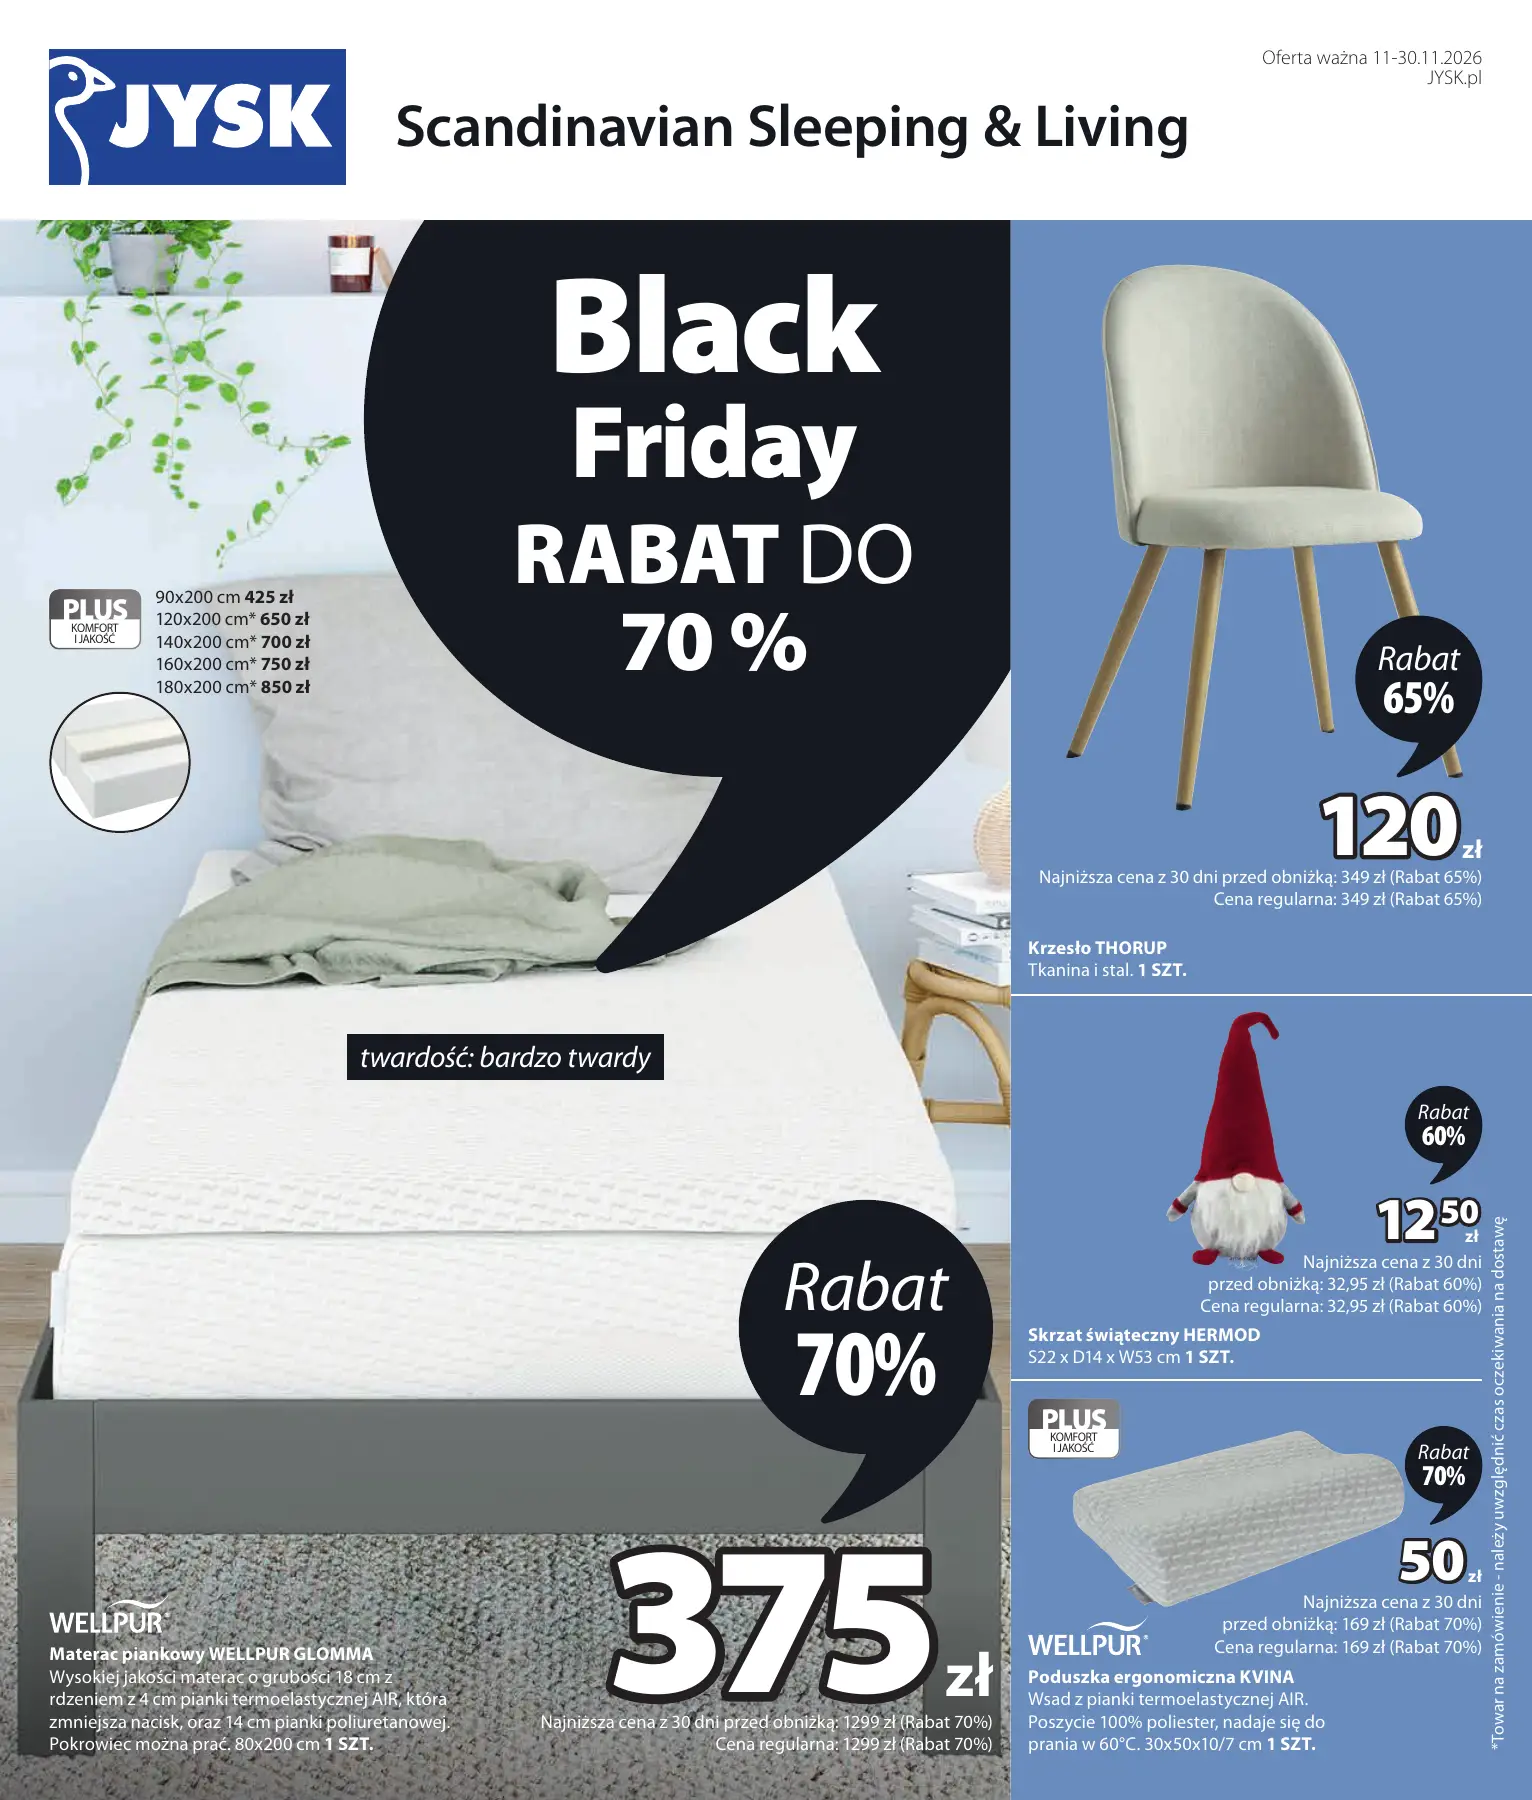 JYSK
Scandinavian Sleeping & Living
Oferta ważna 11-30.11.2026
JYSK.pl
Black
Friday
RABAT DO
70 %
PLUS
KOMFORT
I JAKOŚĆ
90x200 cm 425 zł
120x200 cm* 650 zł
140x200 cm* 700 zł
160x200 cm* 750 zł
180x200 cm* 850 zł
twardość: bardzo twardy
Rabat
70%
375 zł
Najniższa cena z 30 dni przed obniżką: 1299 zł (Rabat 70%)
Cena regularna: 1299 zł (Rabat 70%)
WELLPUR®
Materac piankowy WELLPUR GLOMMA
Wysokiej jakości materac o grubości 18 cm z
rdzeniem z 4 cm pianki termoelastycznej AIR, która
zmniejsza nacisk, oraz 14 cm pianki poliuretanowej.
Pokrowiec można prać. 80x200 cm 1 SZT.
Rabat
65%
120 zł
Najniższa cena z 30 dni przed obniżką: 349 zł (Rabat 65%)
Cena regularna: 349 zł (Rabat 65%)
Krzesło THORUP
Tkanina i stal. 1 SZT.
Rabat
60%
12 50 zł
Najniższa cena z 30 dni
przed obniżką: 32,95 zł (Rabat 60%)
Cena regularna: 32,95 zł (Rabat 60%)
Skrzat świąteczny HERMOD
S22 x D14 x W53 cm 1 SZT.
PLUS
KOMFORT
I JAKOŚĆ
Rabat
70%
50 zł
Najniższa cena z 30 dni
przed obniżką: 169 zł (Rabat 70%)
Cena regularna: 169 zł (Rabat 70%)
WELLPUR®
Poduszka ergonomiczna KVINA
Wsad z pianki termoelastycznej AIR.
Poszycie 100% poliester, nadaje się do
prania w 60°C. 30x50x10/7 cm 1 SZT.
*Towar na zamówienie - należy uwzględnić czas oczekiwania na dostawę